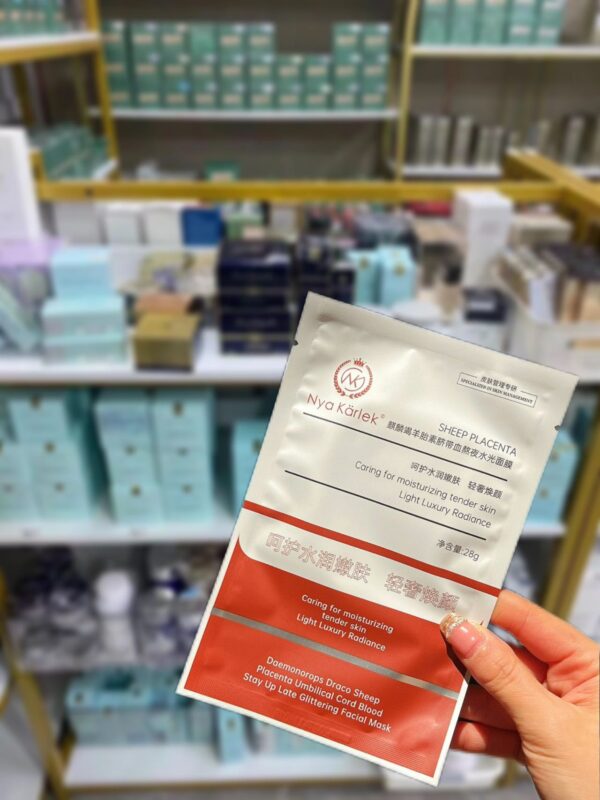 NK
Nya Kärlek®
皮肤管理专研
SPECIALIZED IN SKIN MANAGEMENT
SHEEP PLACENTA
麒麟竭羊胎素脐带血熬夜水光面膜
呵护水润嫩肤 轻奢焕颜
Caring for moisturizing tender skin
Light Luxury Radiance
净含量:28g
呵护水润嫩肤 轻奢焕颜
Caring for moisturizing
tender skin
Light Luxury Radiance
Daemonorops Draco Sheep
Placenta Umbilical Cord Blood
Stay Up Late Glittering Facial Mask